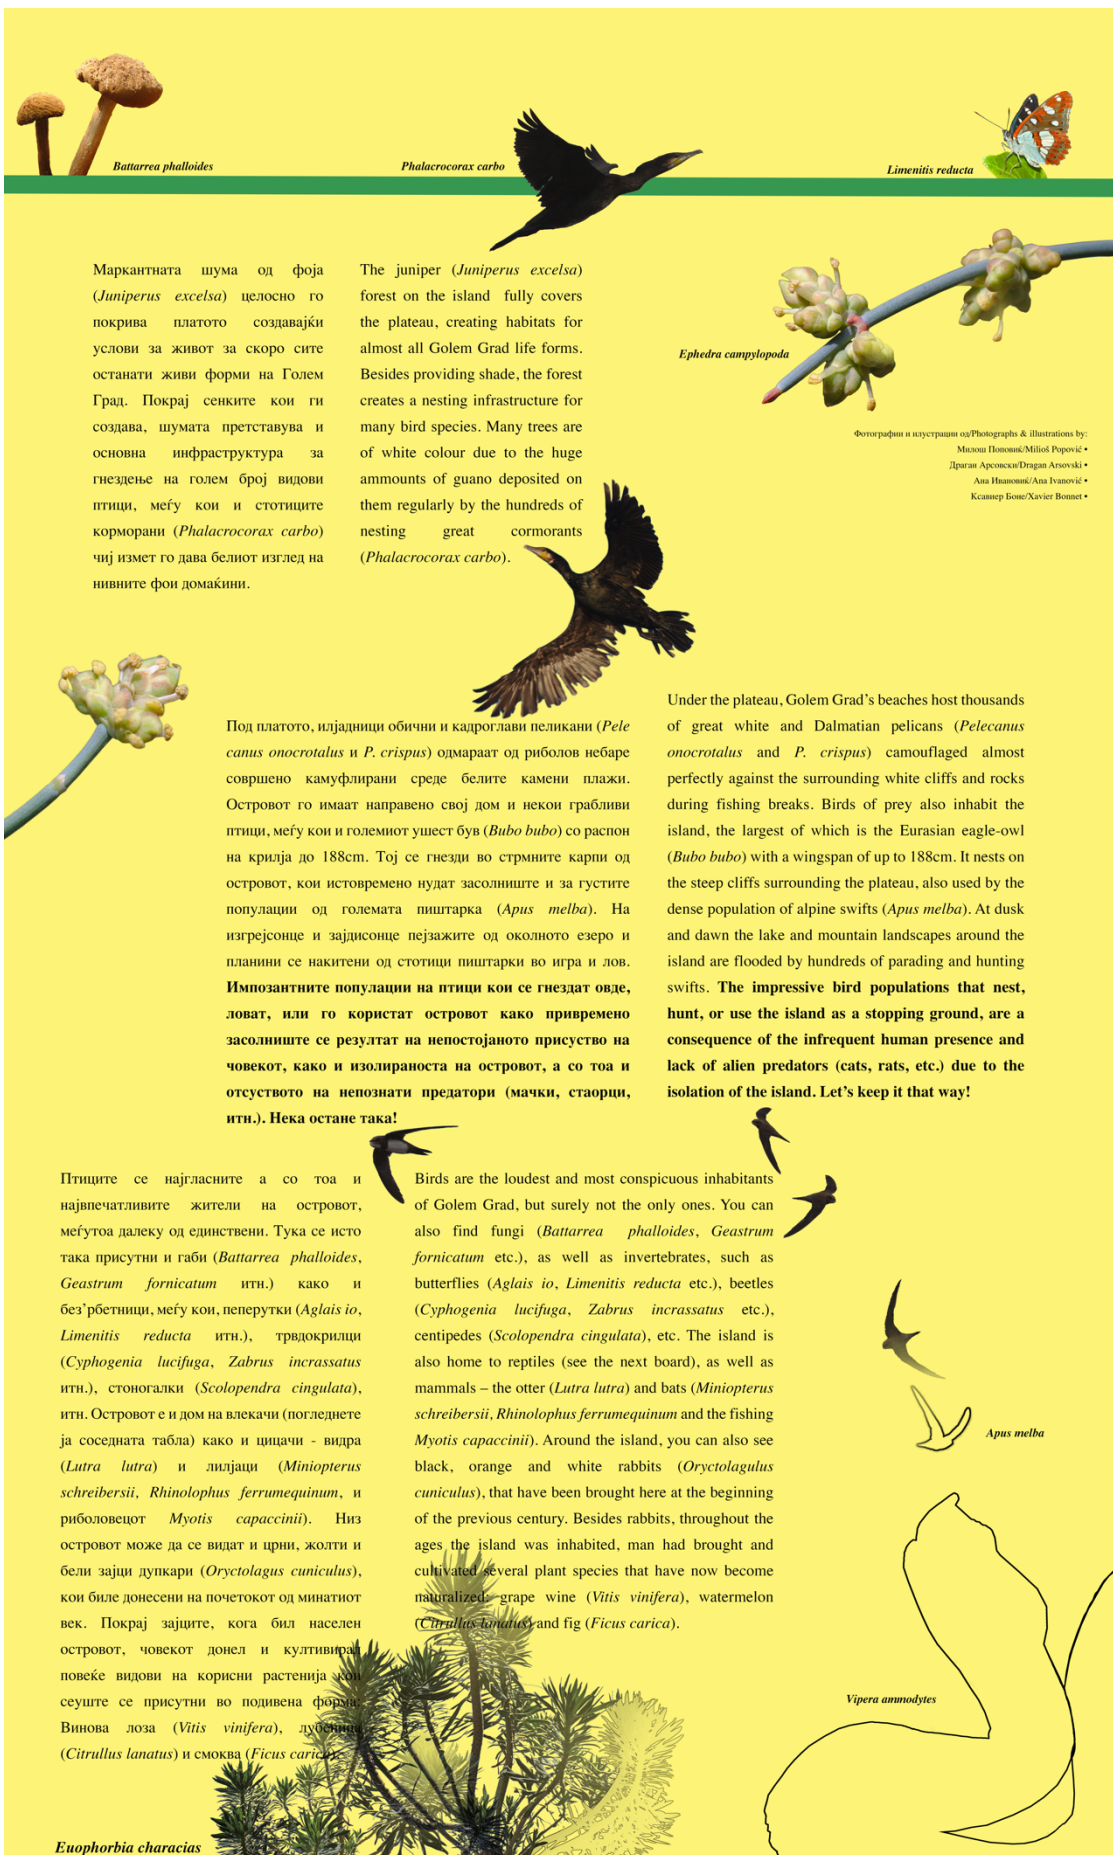 Battarrea phalloides
Phalacrocorax carbo
Limenitis reducta
Маркантната шума од фоја
(Juniperus excelsa) целосно го
покрива платото создавајќи
услови за живот за скоро сите
останати живи форми на Голем
Град. Покрај сенките кои ги
создава, шумата претставува и
основна инфраструктура за
гнездење на голем број видови
птици, меѓу кои и стотиците
корморани (Phalacrocorax carbo)
чиј измет го дава белиот изглед на
нивните фои домаќини.
The juniper (Juniperus excelsa)
forest on the island fully covers
the plateau, creating habitats for
almost all Golem Grad life forms.
Besides providing shade, the forest
creates a nesting infrastructure for
many bird species. Many trees are
of white colour due to the huge
ammounts of guano deposited on
them regularly by the hundreds of
nesting great cormorants
(Phalacrocorax carbo).
Ephedra campylopoda
Фотографии и илустрации од/Photographs & illustrations by:
Милош Поповиќ/Milioš Popović •
Драган Арсовски/Dragan Arsovski •
Ана Ивановиќ/Ana Ivanović •
Ксавиер Боне/Xavier Bonnet •
Под платото, илјадници обични и кадроглави пеликани (Pele
canus onocrotalus и P. crispus) одмараат од риболов небаре
совршено камуфлирани среде белите камени плажи.
Островот го имаат направено свој дом и некои грабливи
птици, меѓу кои и големиот ушест був (Bubo bubo) со распон
на крилја до 188cm. Тој се гнезди во стрмните карпи од
островот, кои истовремено нудат засолниште и за густите
популации од големата пиштарка (Apus melba). На
изгрејсонце и зајдисонце пејзажите од околното езеро и
планини се накитени од стотици пиштарки во игра и лов.
Импозантните популации на птици кои се гнездат овде,
ловат, или го користат островот како привремено
засолниште се резултат на непостојаното присуство на
човекот, како и изолираноста на островот, а со тоа и
отсуството на непознати предатори (мачки, стаорци,
итн.). Нека остане така!
Under the plateau, Golem Grad's beaches host thousands
of great white and Dalmatian pelicans (Pelecanus
onocrotalus and P. crispus) camouflaged almost
perfectly against the surrounding white cliffs and rocks
during fishing breaks. Birds of prey also inhabit the
island, the largest of which is the Eurasian eagle-owl
(Bubo bubo) with a wingspan of up to 188cm. It nests on
the steep cliffs surrounding the plateau, also used by the
dense population of alpine swifts (Apus melba). At dusk
and dawn the lake and mountain landscapes around the
island are flooded by hundreds of parading and hunting
swifts. The impressive bird populations that nest,
hunt, or use the island as a stopping ground, are a
consequence of the infrequent human presence and
lack of alien predators (cats, rats, etc.) due to the
isolation of the island. Let's keep it that way!
Птиците се најгласните а со тоа и
највпечатливите жители на островот,
меѓутоа далеку од единствени. Тука се исто
така присутни и габи (Battarrea phalloides,
Geastrum fornicatum итн.) како и
без'рбетници, меѓу кои, пеперутки (Aglais io,
Limenitis reducta итн.), трвдокрилци
(Cyphogenia lucifuga, Zabrus incrassatus
итн.), стоногалки (Scolopendra cingulata),
итн. Островот е и дом на влекачи (погледнете
ја соседната табла) како и цицачи - видра
(Lutra lutra) и лилјаци (Miniopterus
schreibersii, Rhinolophus ferrumequinum, и
риболовецот Myotis capaccinii). Низ
островот може да се видат и црни, жолти и
бели зајци дупкари (Oryctolagus cuniculus),
кои биле донесени на почетокот од минатиот
век. Покрај зајците, кога бил населен
островот, човекот донел и култивирал
повеќе видови на корисни растенија кои
сеуште се присутни во подивена форма:
Винова лоза (Vitis vinifera), лубеница
(Citrullus lanatus) и смоква (Ficus carica).
Birds are the loudest and most conspicuous inhabitants
of Golem Grad, but surely not the only ones. You can
also find fungi (Battarrea phalloides, Geastrum
fornicatum etc.), as well as invertebrates, such as
butterflies (Aglais io, Limenitis reducta etc.), beetles
(Cyphogenia lucifuga, Zabrus incrassatus etc.),
centipedes (Scolopendra cingulata), etc. The island is
also home to reptiles (see the next board), as well as
mammals – the otter (Lutra lutra) and bats (Miniopterus
schreibersii, Rhinolophus ferrumequinum and the fishing
Myotis capaccinii). Around the island, you can also see
black, orange and white rabbits (Oryctolagulus
cuniculus), that have been brought here at the beginning
of the previous century. Besides rabbits, throughout the
ages the island was inhabited, man had brought and
cultivated several plant species that have now become
naturalized: grape wine (Vitis vinifera), watermelon
(Citrullus lanatus) and fig (Ficus carica).
Apus melba
Vipera ammodytes
Euophorbia characias